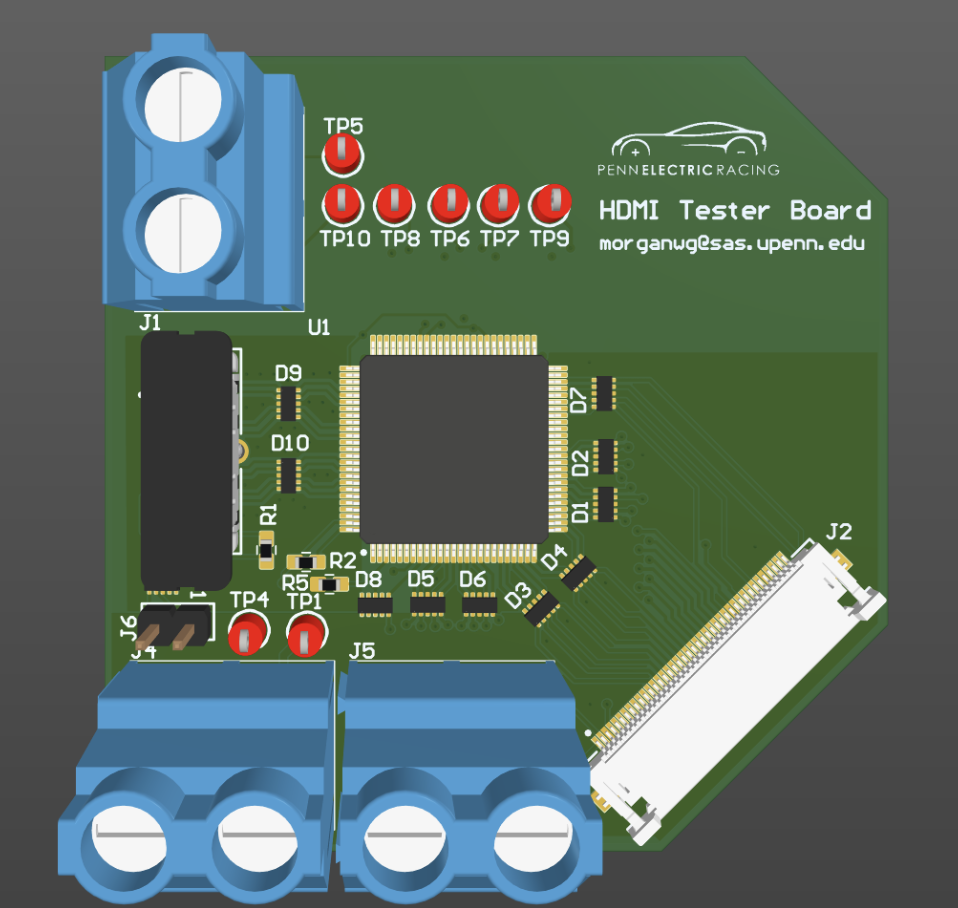 TP5
PENNELECTRICRACING
HDMI Tester Board
morganwg@sas.upenn.edu
TP10 TP8 TP6 TP7 TP9
J1
U1
D9
D7
D10
D2
D1
R1
J2
D4
R2
R5
D8 D5 D6
D3
TP4 TP1
1
J6
J4
J5